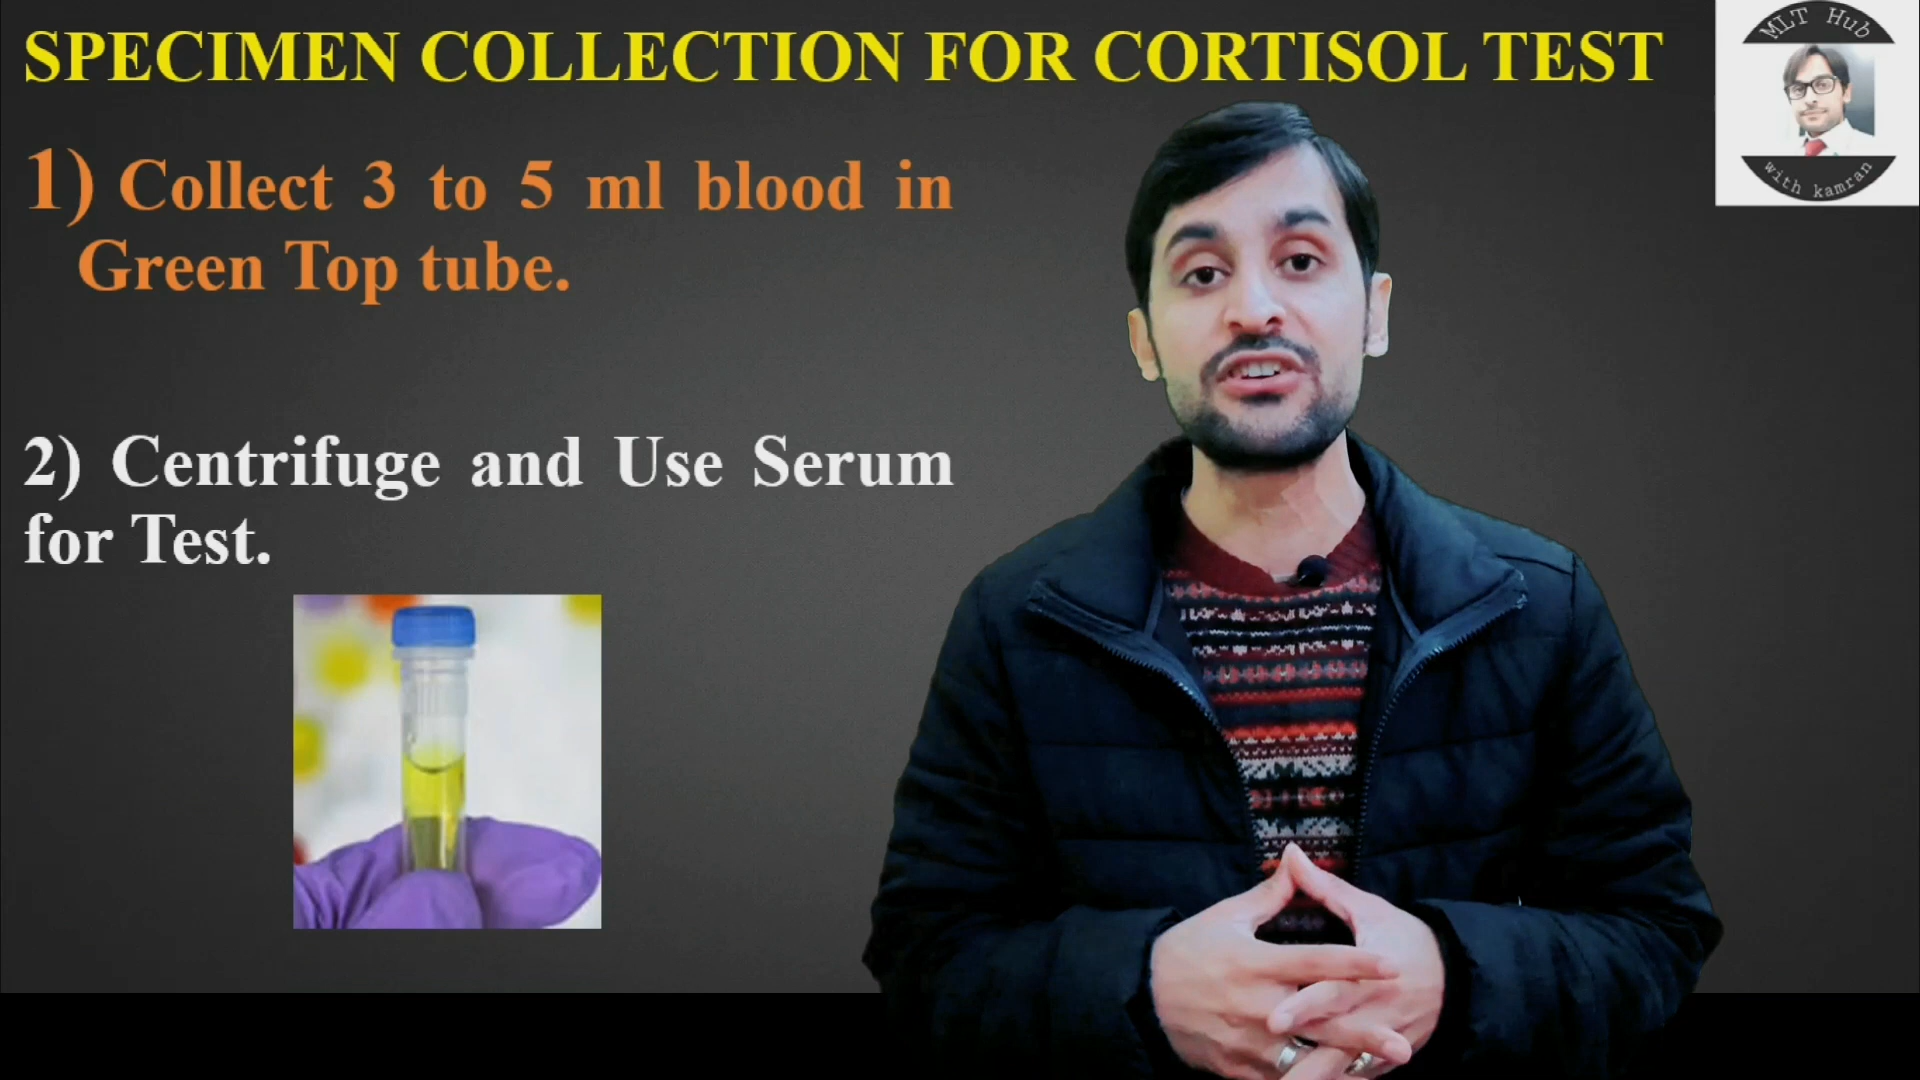 SPECIMEN COLLECTION FOR CORTISOL TEST
MLT Hub
with kamran
1) Collect 3 to 5 ml blood in
Green Top tube.
2) Centrifuge and Use Serum
for Test.